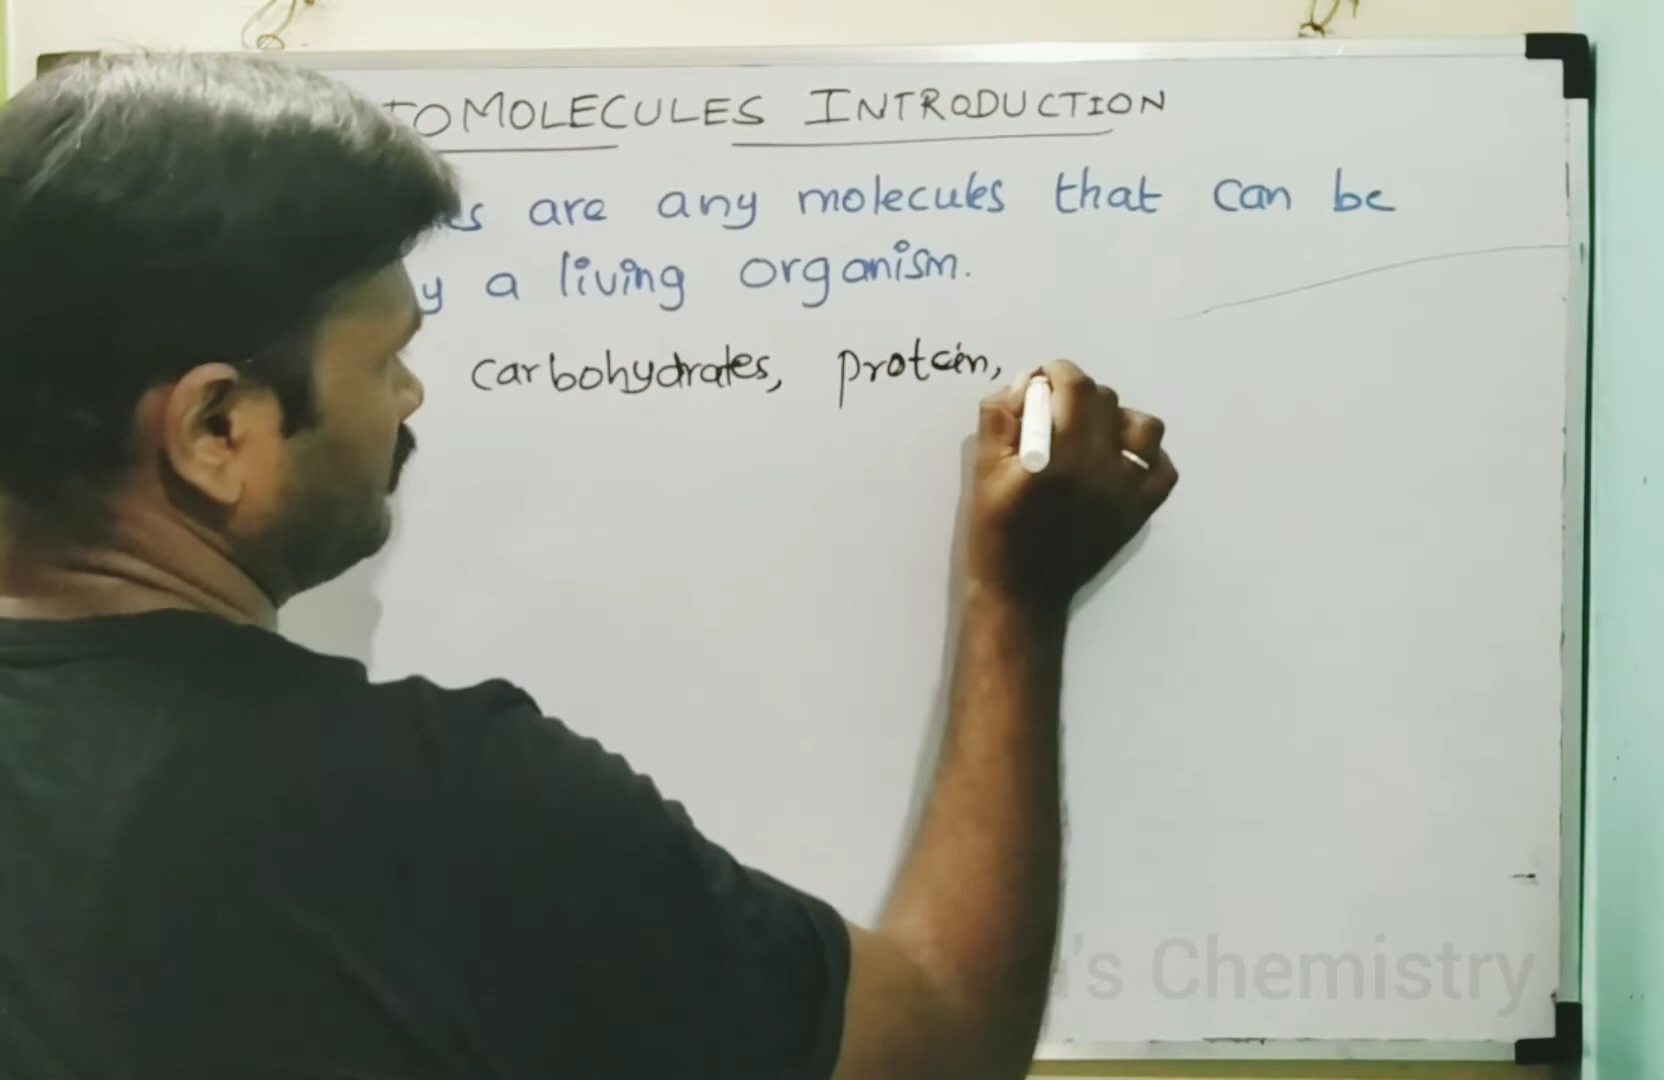 TOMOLECULES INTRODUCTION
are any molecules that can be
y a living organism.
carbohydrates, protein,
's Chemistry